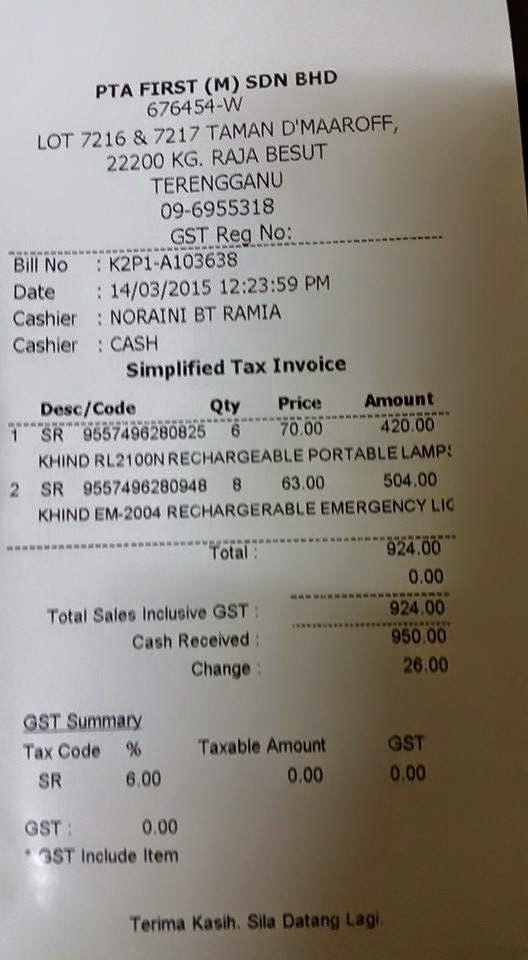 PTA FIRST (M) SDN BHD
676454-W
LOT 7216 & 7217 TAMAN D'MAAROFF,
22200 KG. RAJA BESUT
TERENGGANU
09-6955318
GST Reg No:
Bill No : K2P1-A103638
Date : 14/03/2015 12:23:59 PM
Cashier : NORAINI BT RAMIA
Cashier : CASH
Simplified Tax Invoice
Desc/Code Qty Price Amount
1 SR 9557496280825 6 70.00 420.00
KHIND RL2100N RECHARGEABLE PORTABLE LAMPS
2 SR 9557496280948 8 63.00 504.00
KHIND EM-2004 RECHARGERABLE EMERGENCY LIG
Total : 924.00
0.00
Total Sales Inclusive GST : 924.00
Cash Received : 950.00
Change : 26.00
GST Summary
Tax Code % Taxable Amount GST
SR 6.00 0.00 0.00
GST : 0.00
* GST Include Item
Terima Kasih. Sila Datang Lagi.